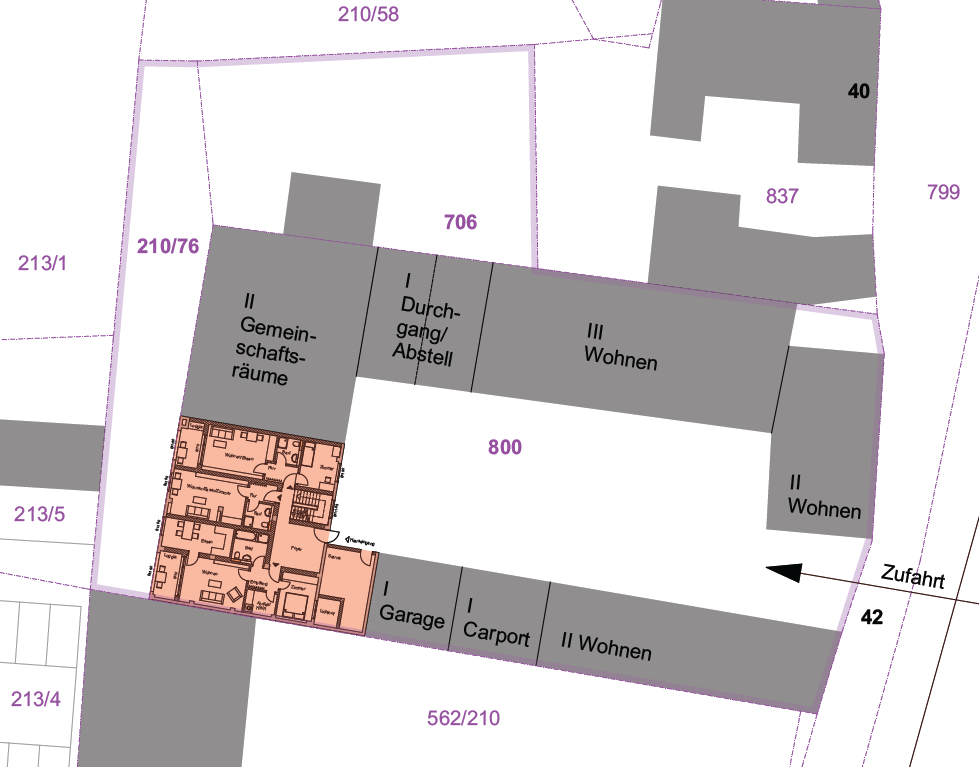 210/58
40
837
799
706
210/76
213/1
I
Durch-
gang/
Abstell
II
Gemein-
schafts-
räume
III
Wohnen
800
II
Wohnen
213/5
Zufahrt
42
I
Garage
I
Carport
II Wohnen
213/4
562/210